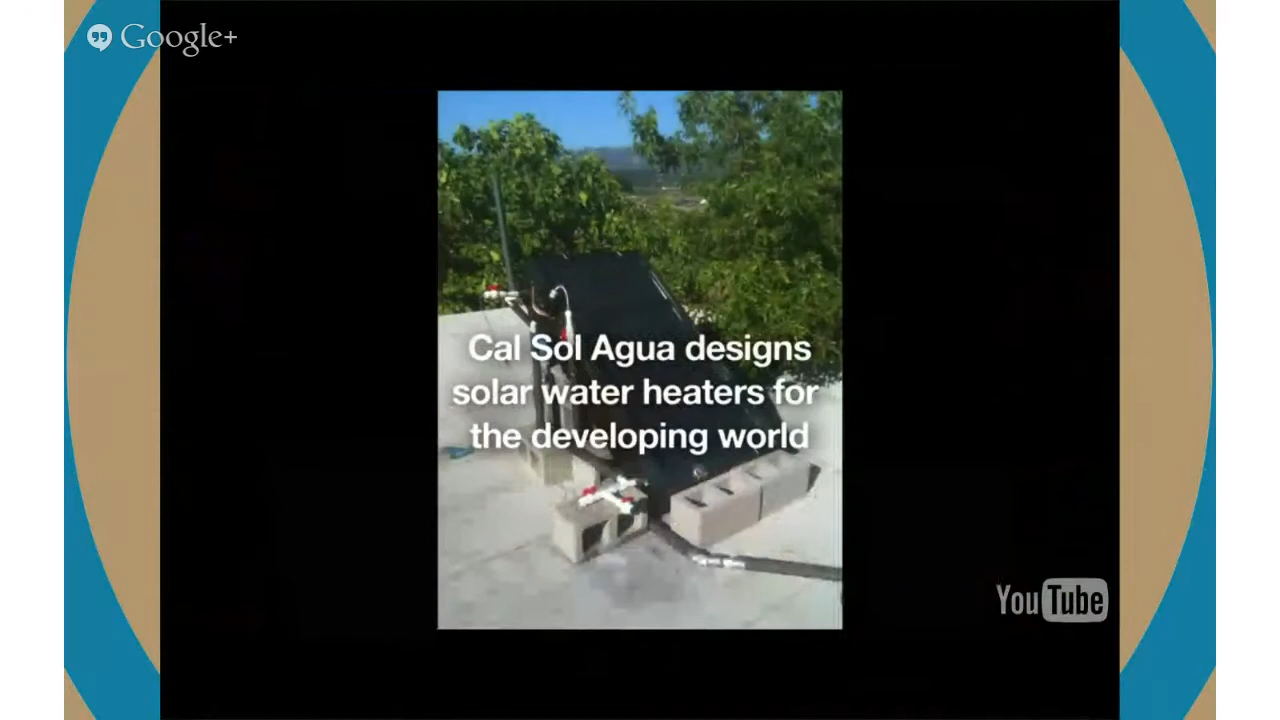 Google+
Cal Sol Agua designs
solar water heaters for
the developing world
YouTube